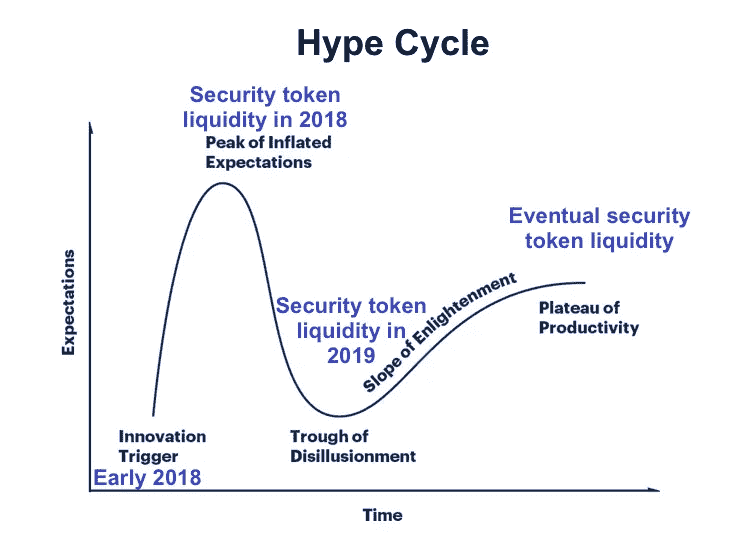 Hype Cycle
Security token
liquidity in 2018
Peak of Inflated
Expectations
Eventual security
token liquidity
Expectations
Security token
liquidity in
2019
Slope of Enlightenment
Plateau of
Productivity
Innovation
Trigger
Early 2018
Trough of
Disillusionment
Time